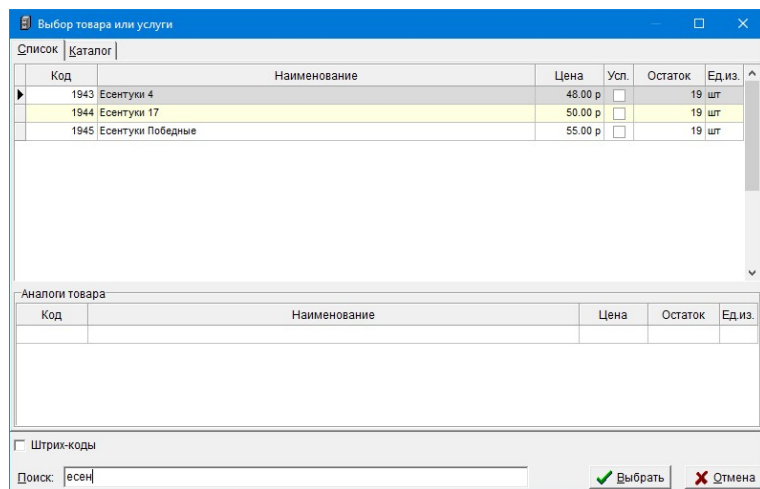 Выбор товара или услуги
Список Каталог
Код Наименование Цена Усл. Остаток Ед.из.
1943 Есентуки 4 48.00 р 19 шт
1944 Есентуки 17 50.00 р 19 шт
1945 Есентуки Победные 55.00 р 19 шт
Аналоги товара
Код Наименование Цена Остаток Ед.из.
Штрих-коды
Поиск: есен Выбрать Отмена